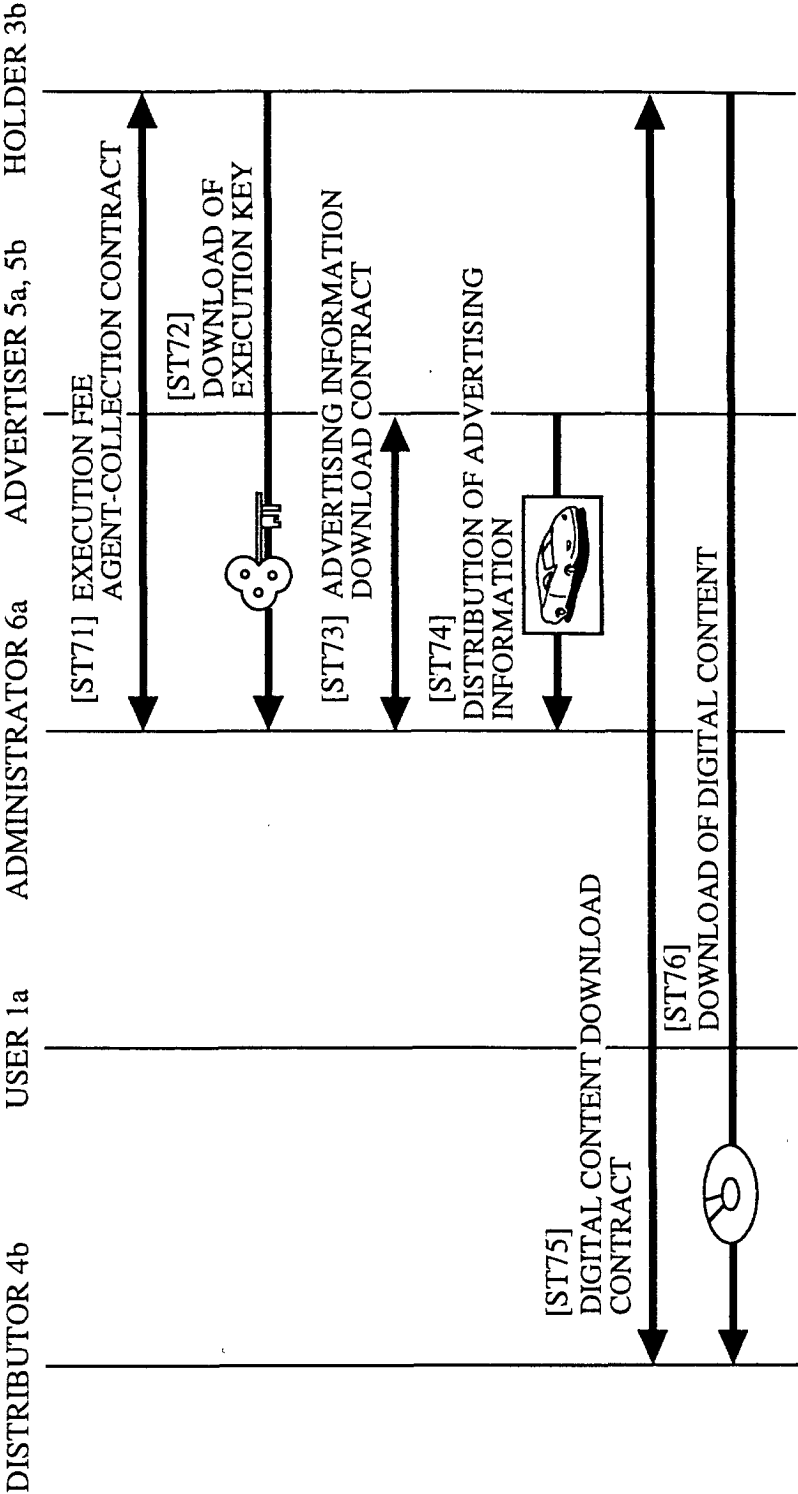 DISTRIBUTOR 4b
USER 1a
ADMINISTRATOR 6a
ADVERTISER 5a, 5b
HOLDER 3b
[ST71] EXECUTION FEE
AGENT-COLLECTION CONTRACT
[ST72]
DOWNLOAD OF
EXECUTION KEY
[ST73] ADVERTISING INFORMATION
DOWNLOAD CONTRACT
[ST74]
DISTRIBUTION OF ADVERTISING
INFORMATION
[ST75]
DIGITAL CONTENT DOWNLOAD
CONTRACT
[ST76]
DOWNLOAD OF DIGITAL CONTENT